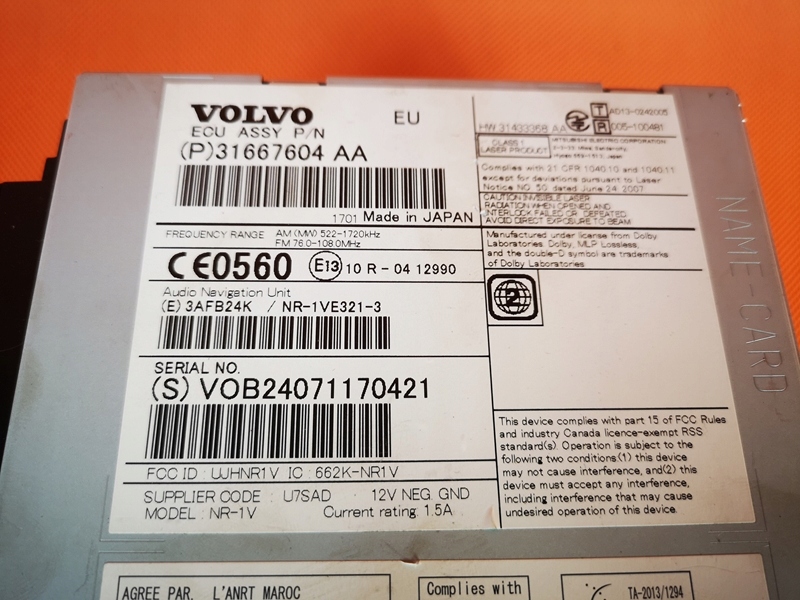 VOLVO EU
ECU ASSY P/N
(P)31667604 AA
1701 Made in JAPAN
FREQUENCY RANGE AM (MW) 522-1720kHz
FM 76.0-108.0MHz
CE0560 E13 10 R - 04 12990
Audio Navigation Unit
(E) 3AFB24K / NR-1VE321-3
SERIAL NO.
(S) VOB24071170421
FCC ID : UJHNR1V IC : 662K-NR1V
SUPPLIER CODE : U7SAD 12V NEG. GND
MODEL : NR-1V Current rating: 1.5A
HW 31433368 AA
T AD13-0242005
R 005-100481
CLASS 1
LASER PRODUCT
MITSUBISHI ELECTRIC CORPORATION
Complies with 21 CFR 1040.10 and 1040.11
except for deviations pursuant to Laser
Notice NO. 50, dated June 24, 2007
CAUTION-INVISIBLE LASER
RADIATION WHEN OPENED AND
INTERLOCK FAILED OR DEFEATED.
AVOID DIRECT EXPOSURE TO BEAM.
Manufactured under license from Dolby
Laboratories. Dolby, MLP Lossless,
and the double-D symbol are trademarks
of Dolby Laboratories.
2
This device complies with part 15 of FCC Rules
and industry Canada licence-exempt RSS
standard(s). Operation is subject to the
following two conditions:(1) this device
may not cause interference, and(2) this
device must accept any interference,
including interference that may cause
undesired operation of this device.
NAME-CARD
AGREE PAR. L'ANRT MAROC
Complies with
TA-2013/1294